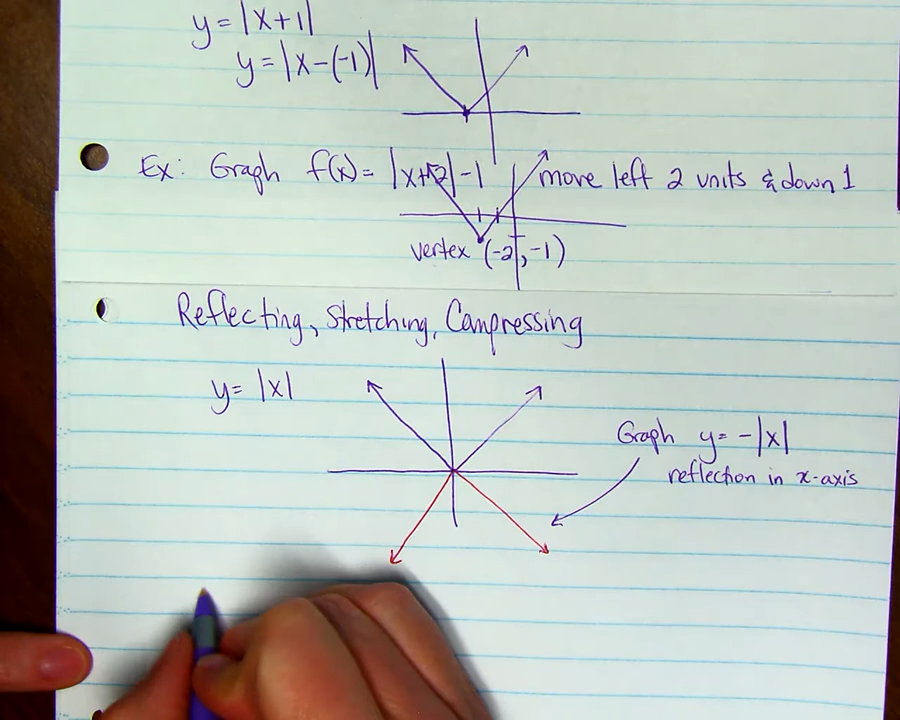 y = |x+1|
y = |x-(-1)|
Ex: Graph f(x) = |x+2|-1 move left 2 units & down 1
vertex (-2, -1)
Reflecting, Stretching, Compressing
y = |x|
Graph y = -|x|
reflection in x-axis